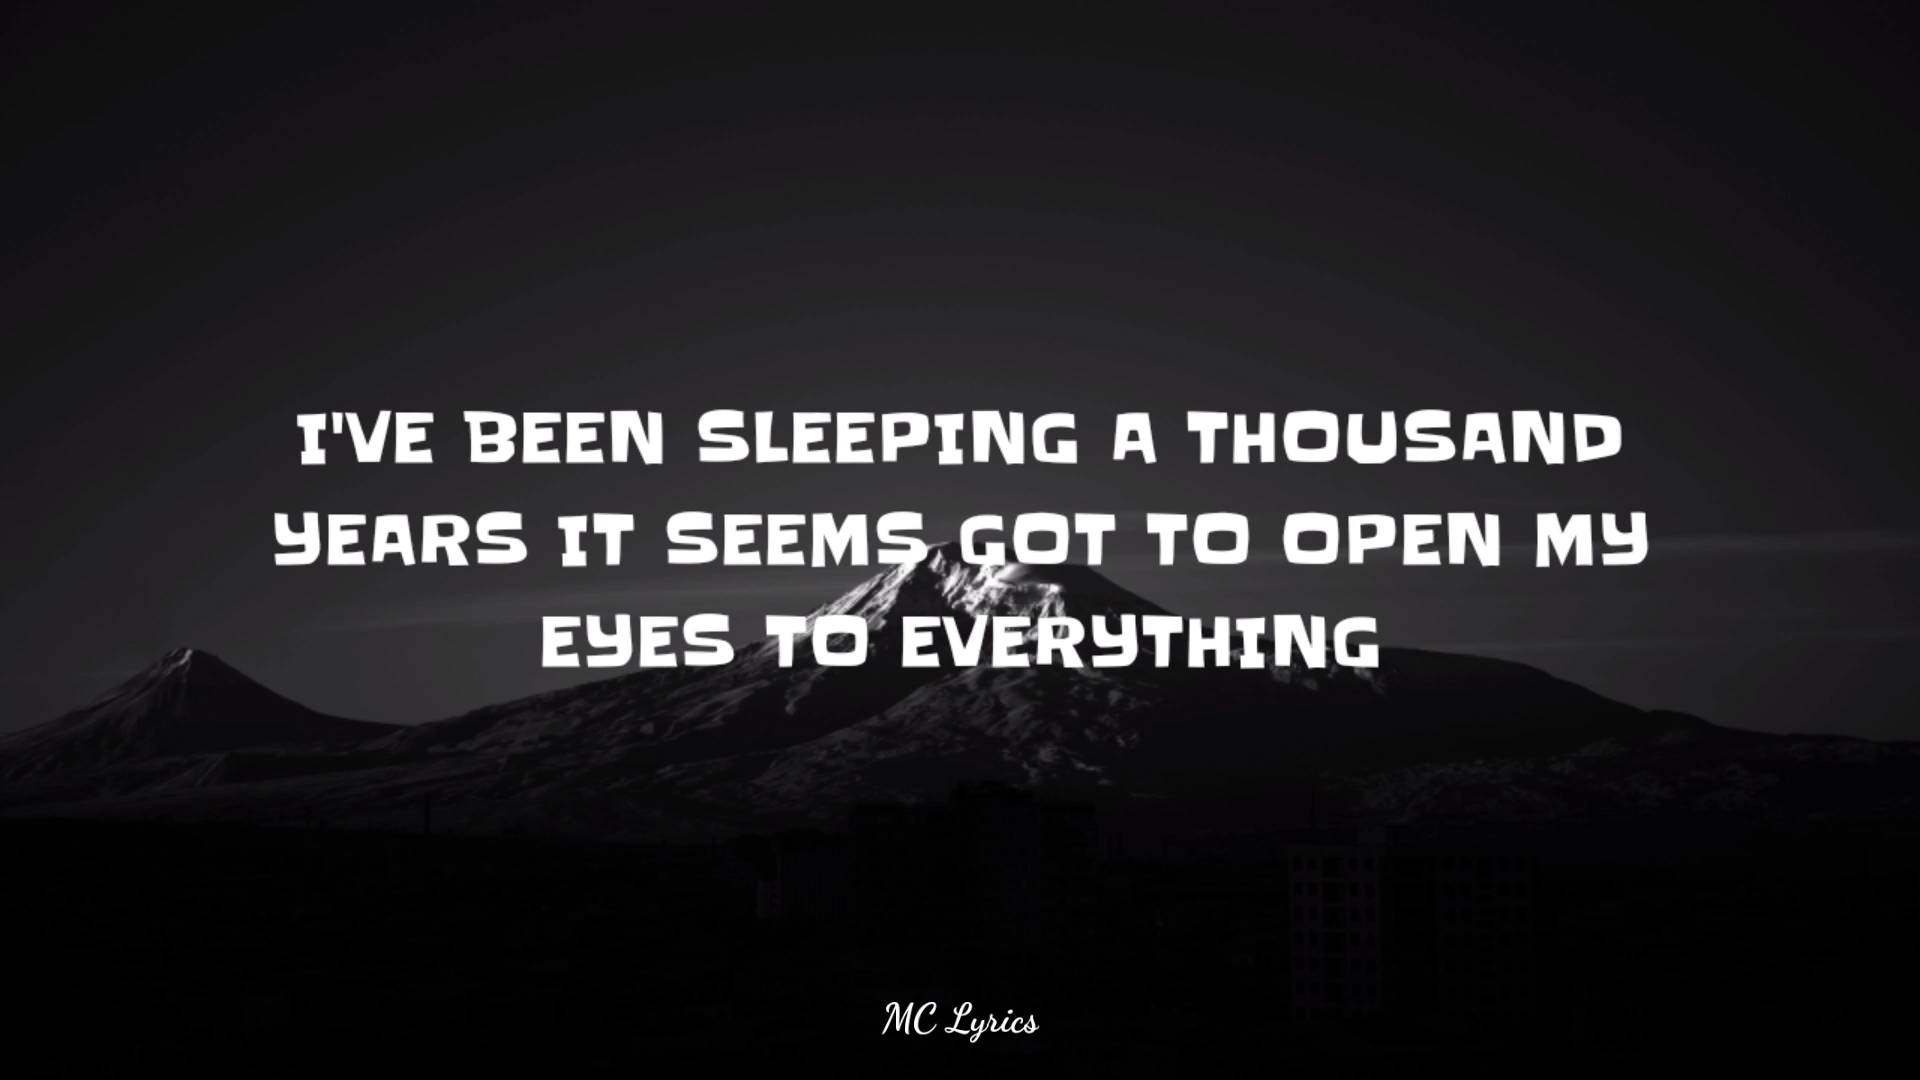 I'VE BEEN SLEEPING A THOUSAND
YEARS IT SEEMS GOT TO OPEN MY
EYES TO EVERYTHING
MC Lyrics